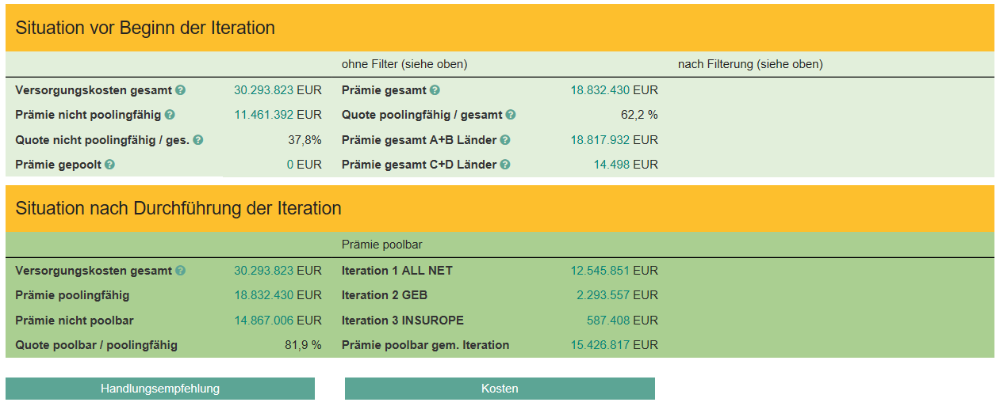 Situation vor Beginn der Iteration
ohne Filter (siehe oben) nach Filterung (siehe oben)
Versorgungskosten gesamt ? 30.293.823 EUR Prämie gesamt ? 18.832.430 EUR
Prämie nicht poolingfähig ? 11.461.392 EUR Quote poolingfähig / gesamt ? 62,2 %
Quote nicht poolingfähig / ges. ? 37,8% Prämie gesamt A+B Länder ? 18.817.932 EUR
Prämie gepoolt ? 0 EUR Prämie gesamt C+D Länder ? 14.498 EUR
Situation nach Durchführung der Iteration
Prämie poolbar
Versorgungskosten gesamt ? 30.293.823 EUR Iteration 1 ALL NET 12.545.851 EUR
Prämie poolingfähig 18.832.430 EUR Iteration 2 GEB 2.293.557 EUR
Prämie nicht poolbar 14.867.006 EUR Iteration 3 INSUROPE 587.408 EUR
Quote poolbar / poolingfähig 81,9 % Prämie poolbar gem. Iteration 15.426.817 EUR
Handlungsempfehlung Kosten